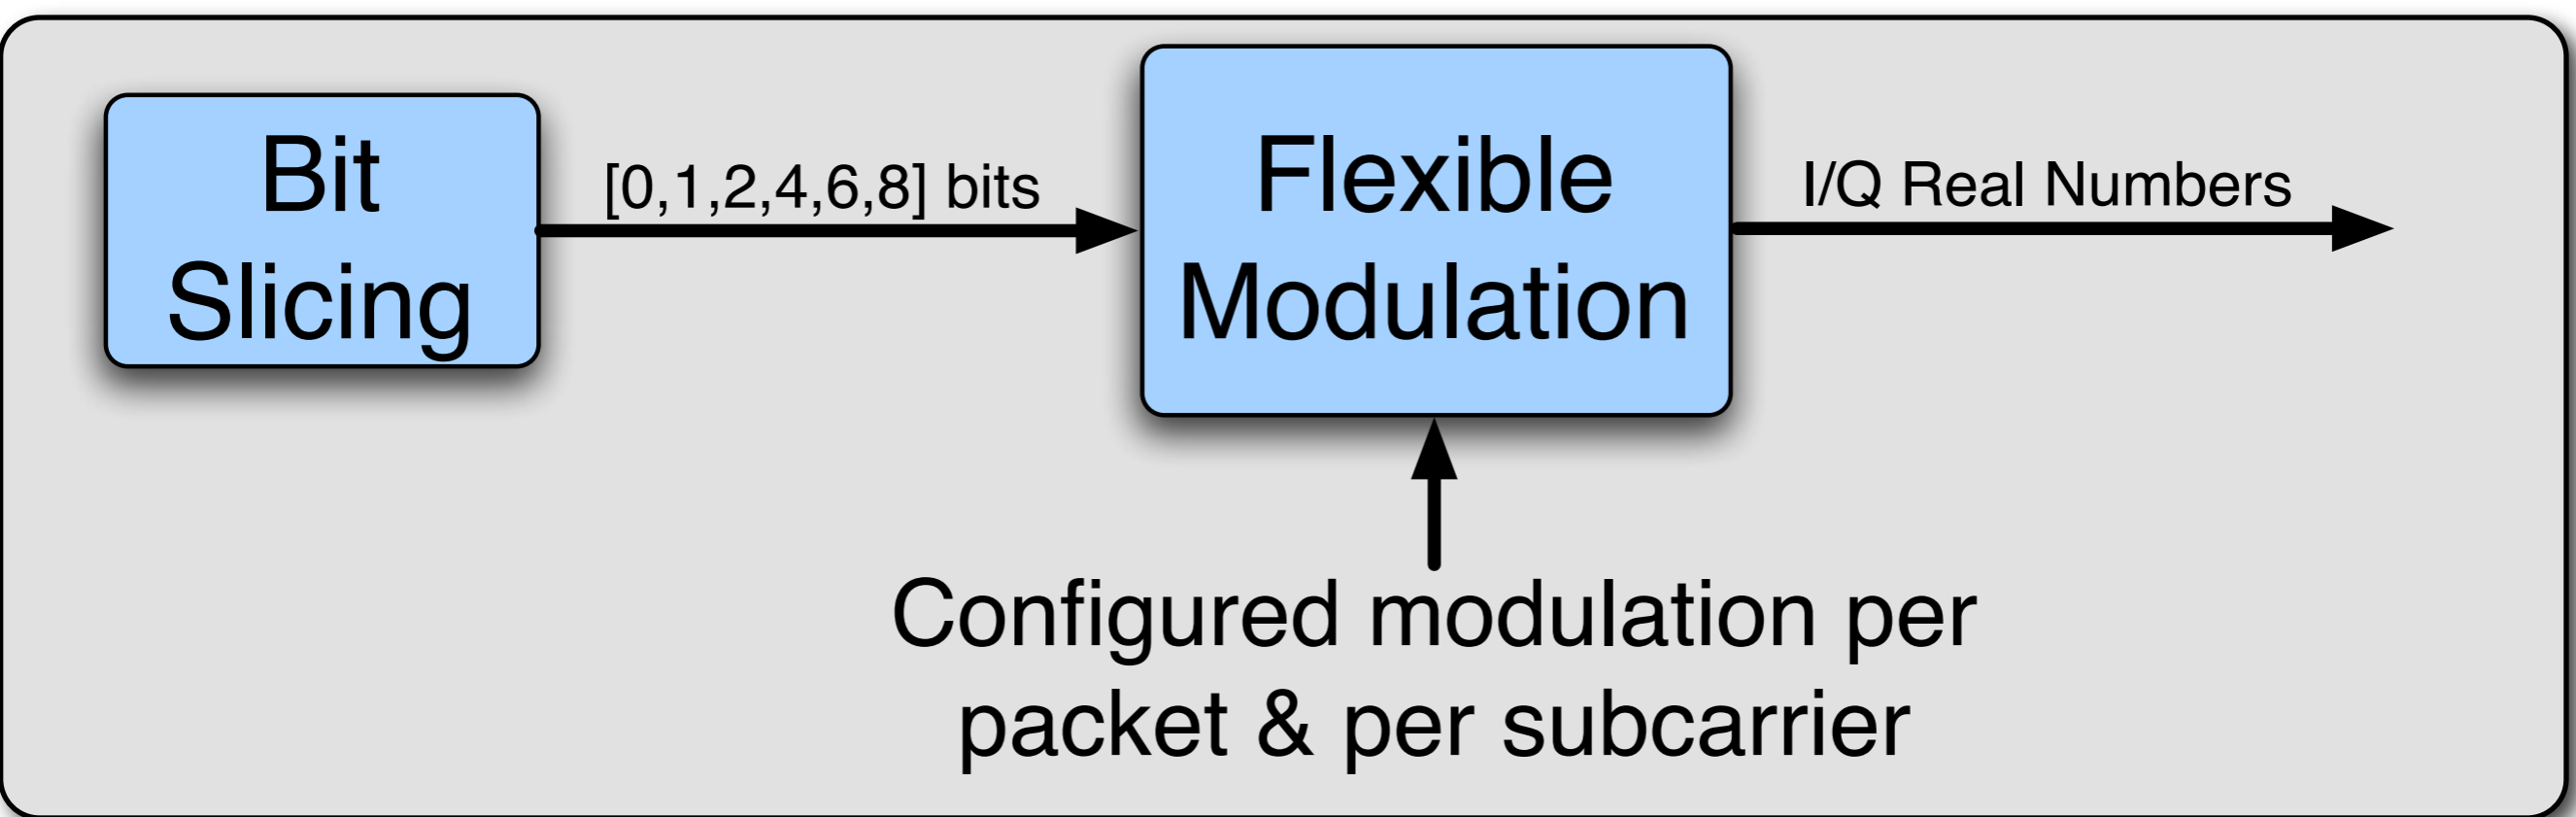 Bit
Slicing
[0,1,2,4,6,8] bits
Flexible
Modulation
I/Q Real Numbers
Configured modulation per
packet & per subcarrier